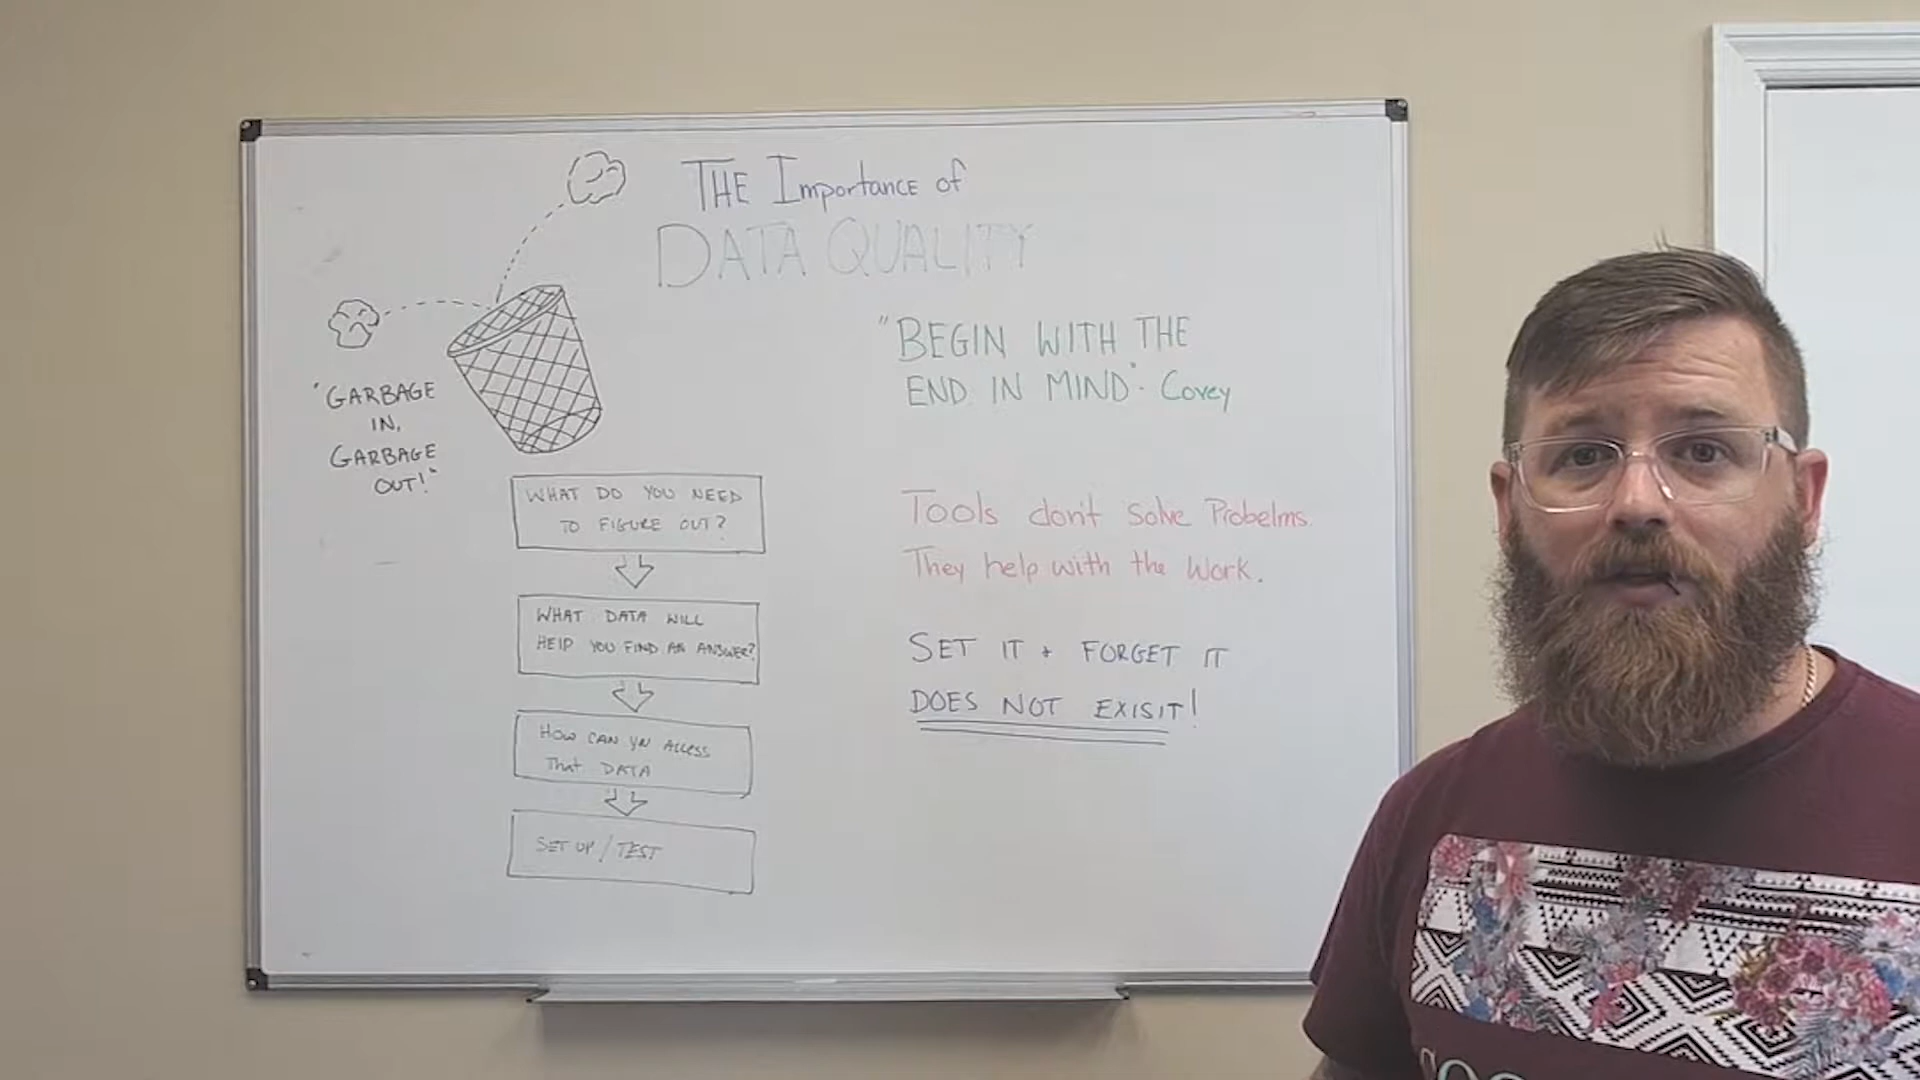 THE Importance of
DATA QUALITY
"GARBAGE
IN,
GARBAGE
OUT!"
"BEGIN WITH THE
END IN MIND"- Covey
WHAT DO YOU NEED
TO FIGURE OUT?
WHAT DATA WILL
HELP YOU FIND AN ANSWER?
HOW CAN YOU ACCESS
That DATA
SET UP / TEST
Tools don't Solve Probelms.
They help with the Work.
SET IT + FORGET IT
DOES NOT EXISIT!